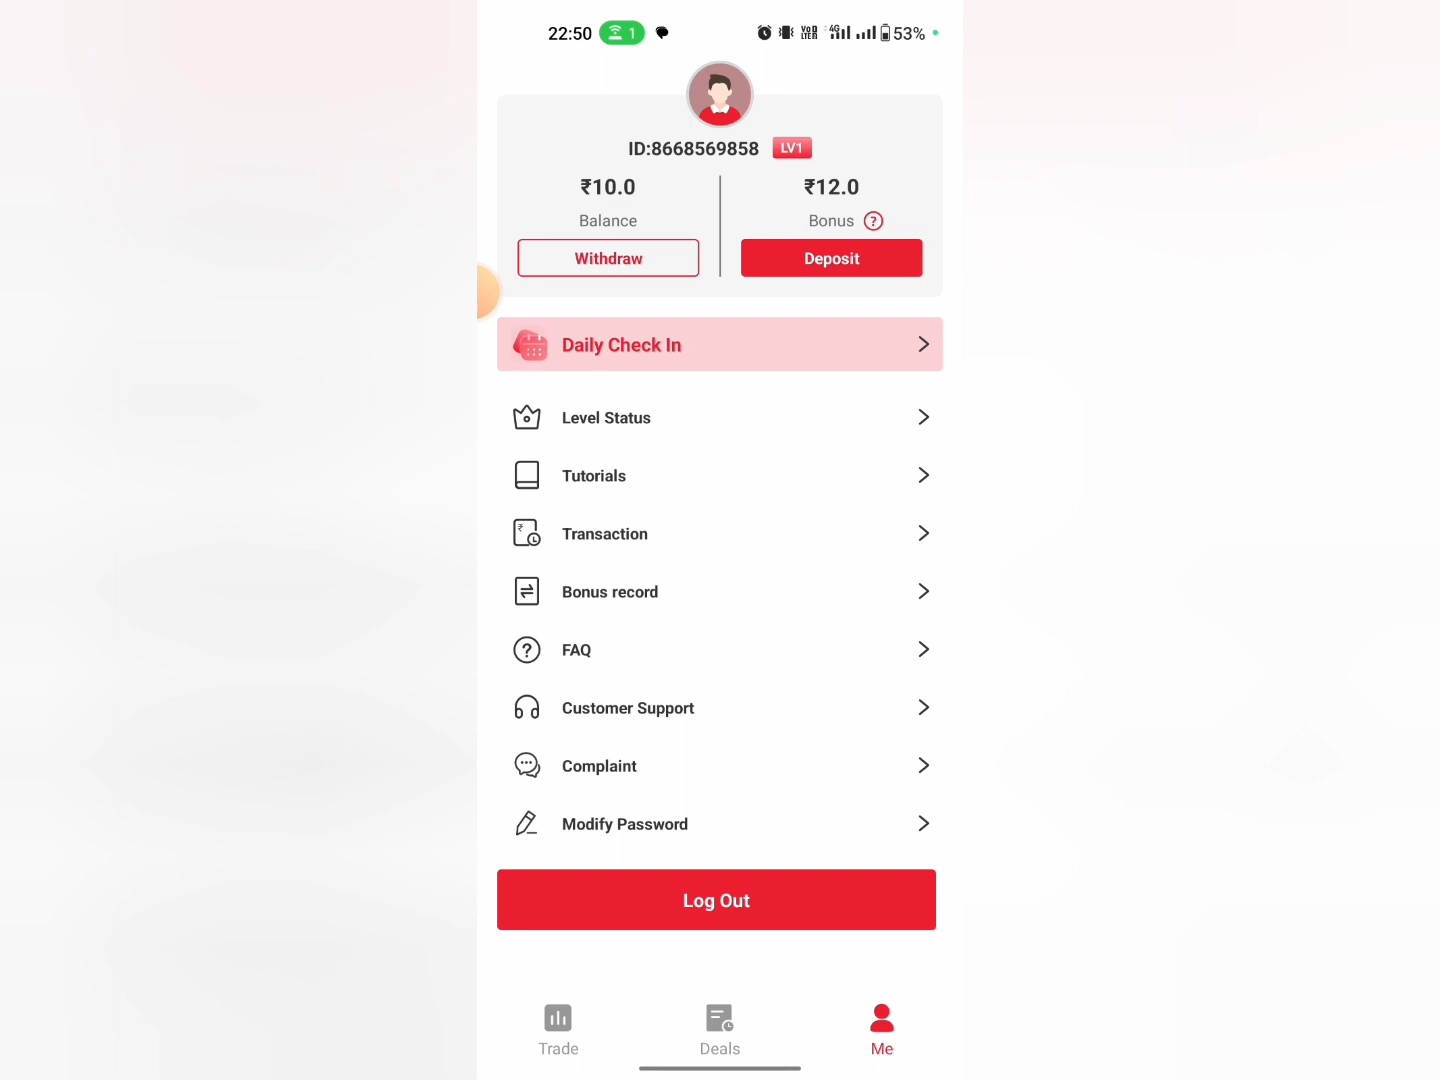 22:50 1 4G 53%
ID:8668569858 LV1
₹10.0 ₹12.0
Balance Bonus ?
Withdraw Deposit
Daily Check In
Level Status
Tutorials
Transaction
Bonus record
FAQ
Customer Support
Complaint
Modify Password
Log Out
Trade Deals Me